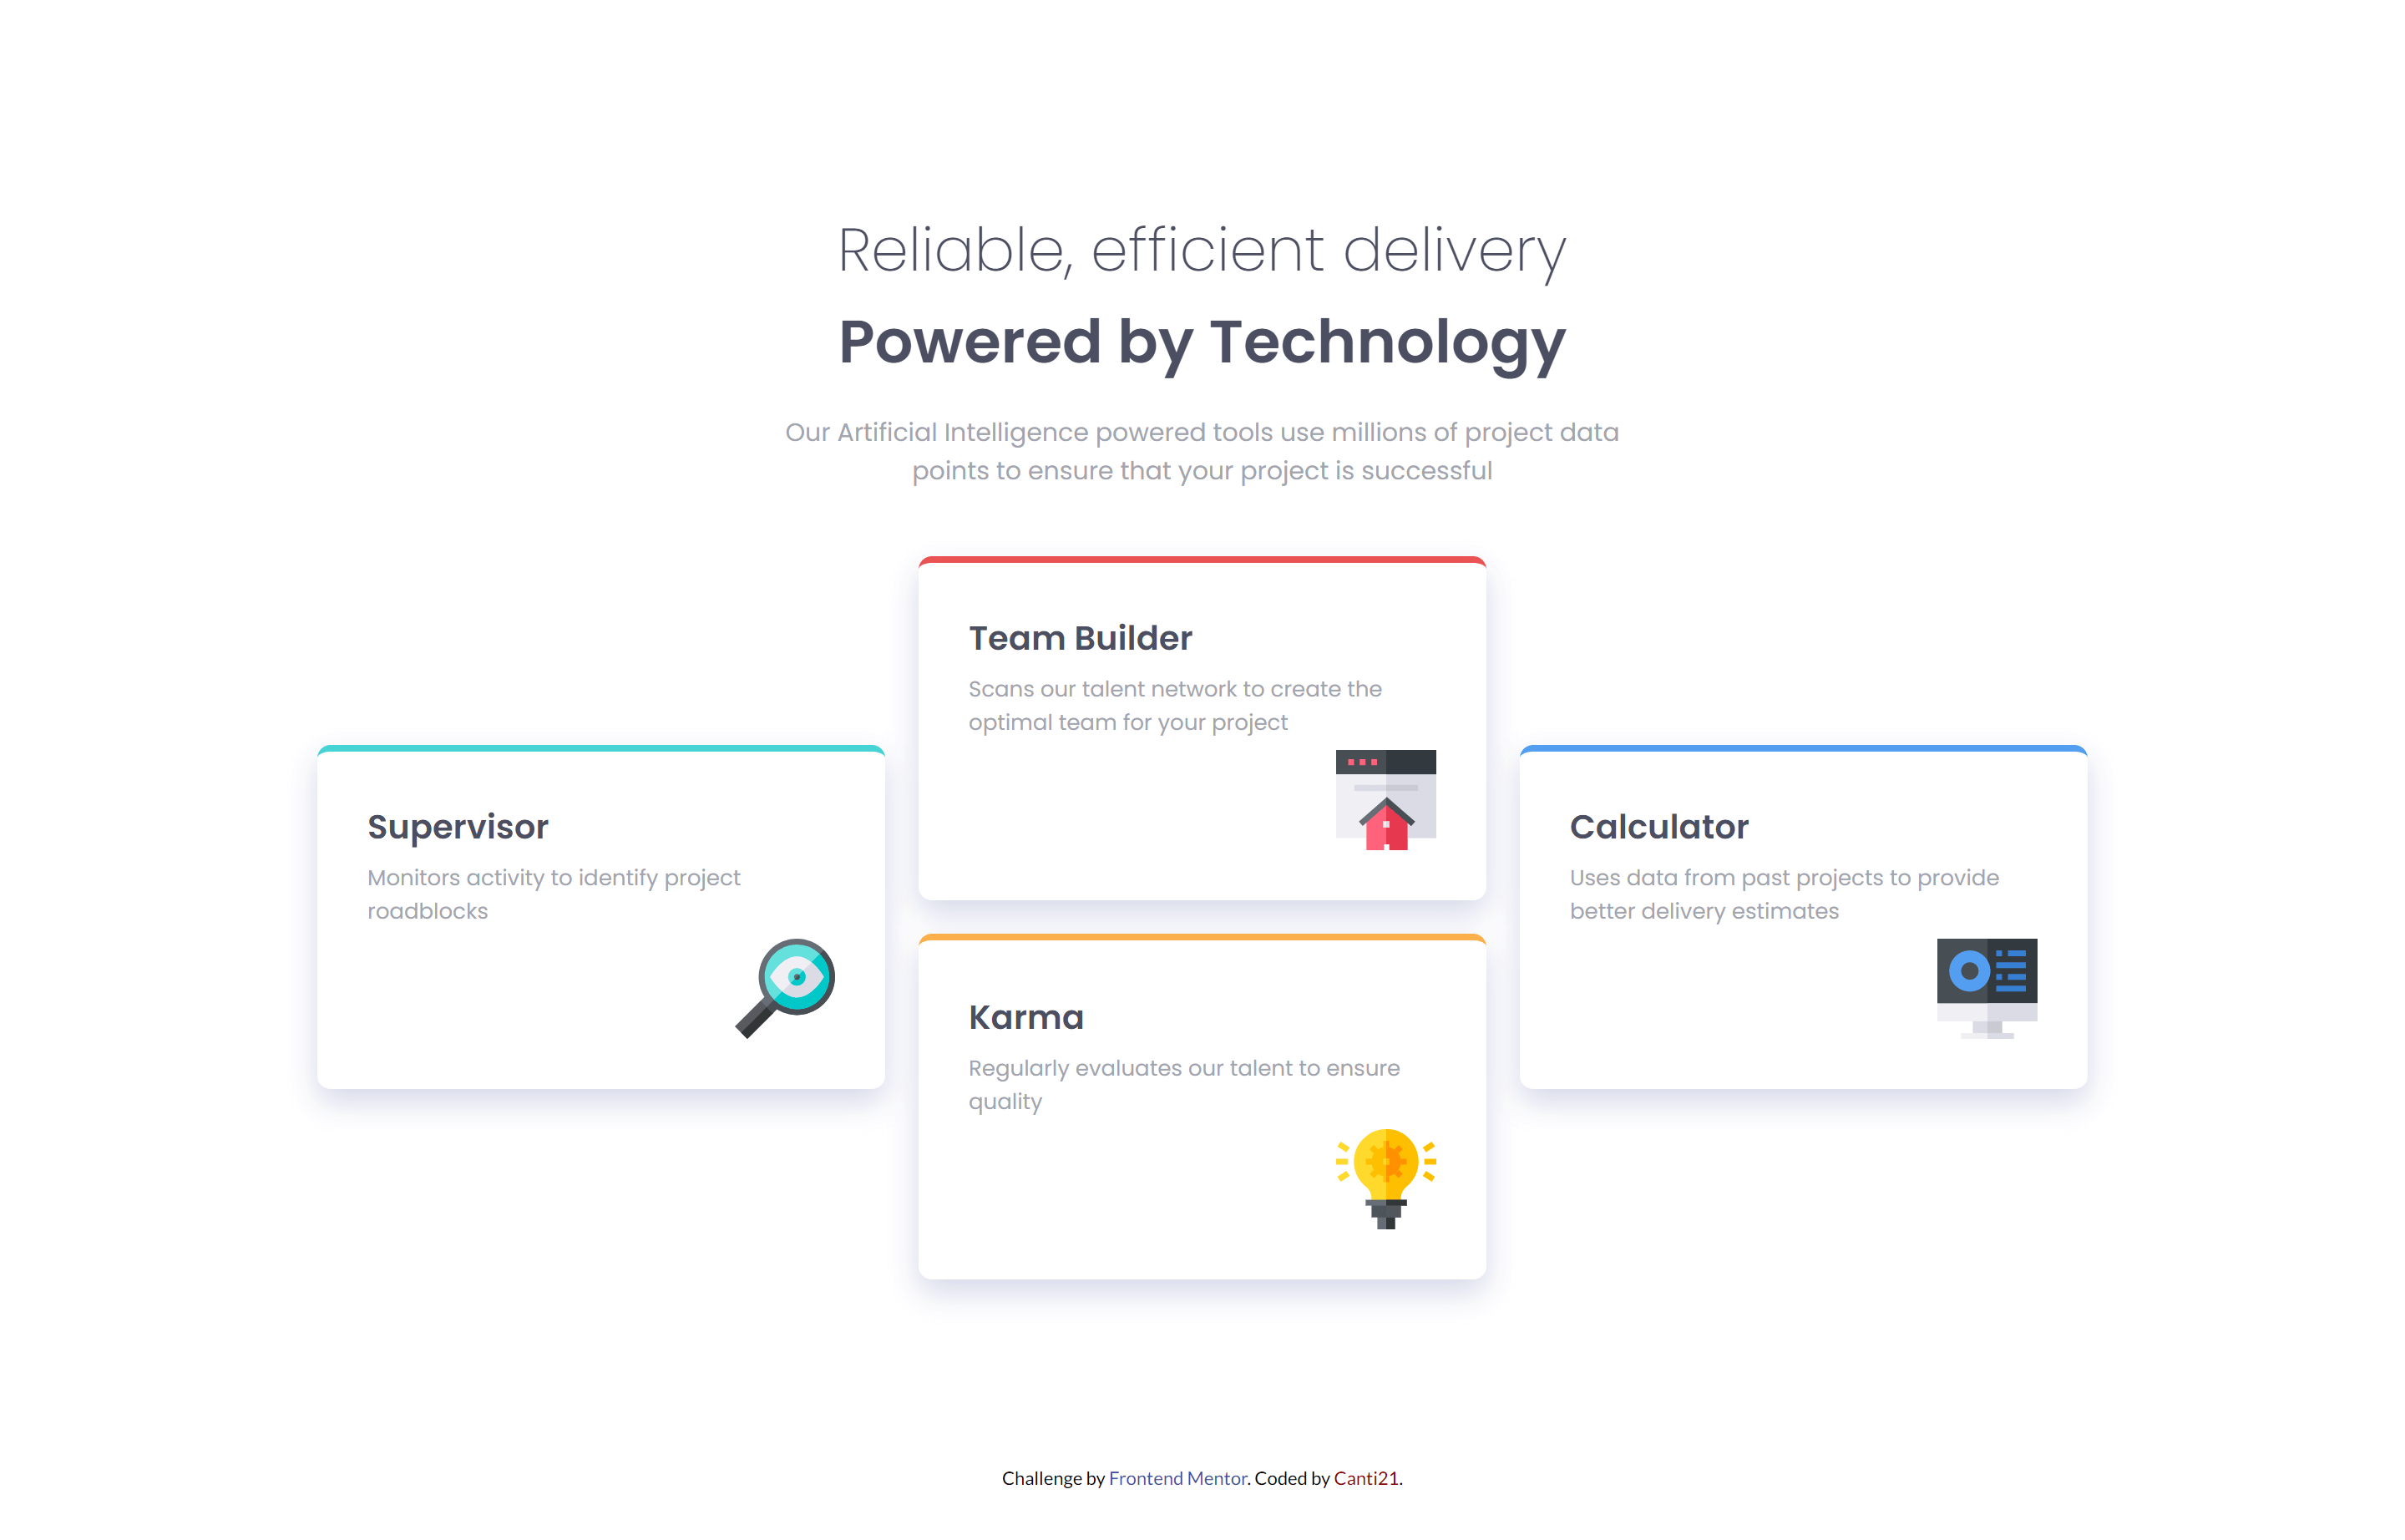 Reliable, efficient delivery
Powered by Technology
Our Artificial Intelligence powered tools use millions of project data
points to ensure that your project is successful
Supervisor
Monitors activity to identify project
roadblocks
Team Builder
Scans our talent network to create the
optimal team for your project
Karma
Regularly evaluates our talent to ensure
quality
Calculator
Uses data from past projects to provide
better delivery estimates
Challenge by Frontend Mentor. Coded by Canti21.